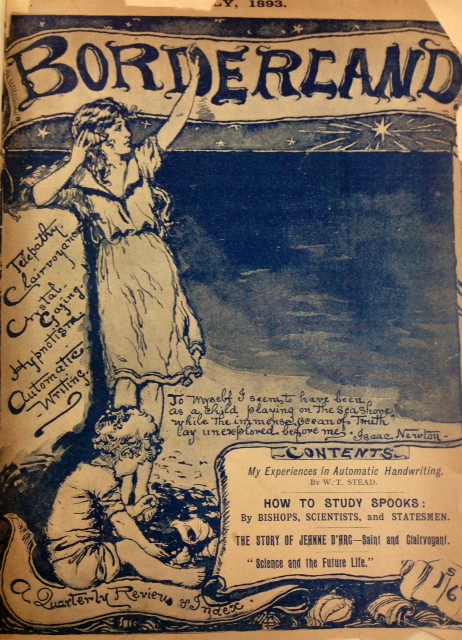 LY, 1893.
BORDERLAND
Telepathy
Clairvoyance
Crystal
Gazing
Hypnotism
Automatic
Writing
To myself I seem to have been
as a child playing on the seashore,
while the immense ocean of Truth
lay unexplored before me. Isaac Newton-
CONTENTS.
My Experiences in Automatic Handwriting.
By W. T. STEAD.
HOW TO STUDY SPOOKS:
By BISHOPS, SCIENTISTS, and STATESMEN.
THE STORY OF JEANNE D'ARC—Saint and Clairvoyant.
"Science and the Future Life."
A Quarterly Review & Index
1/6